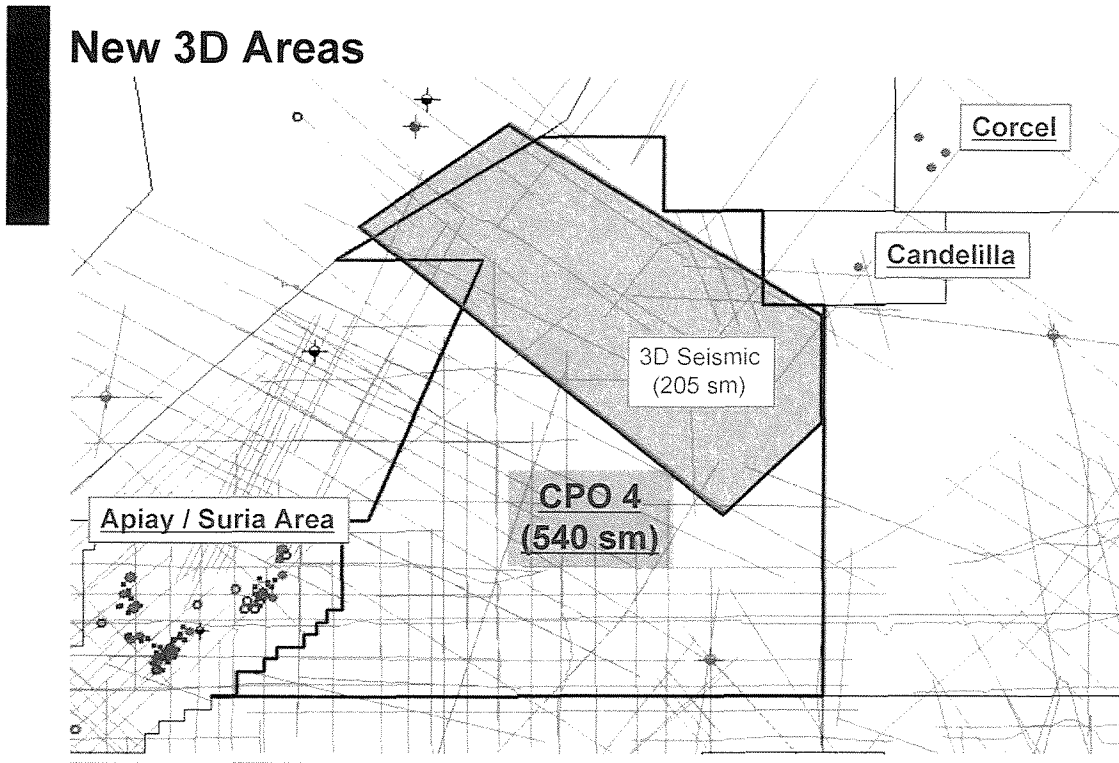 New 3D Areas
Corcel
Candelilla
3D Seismic
(205 sm)
CPO 4
(540 sm)
Apiay / Suria Area